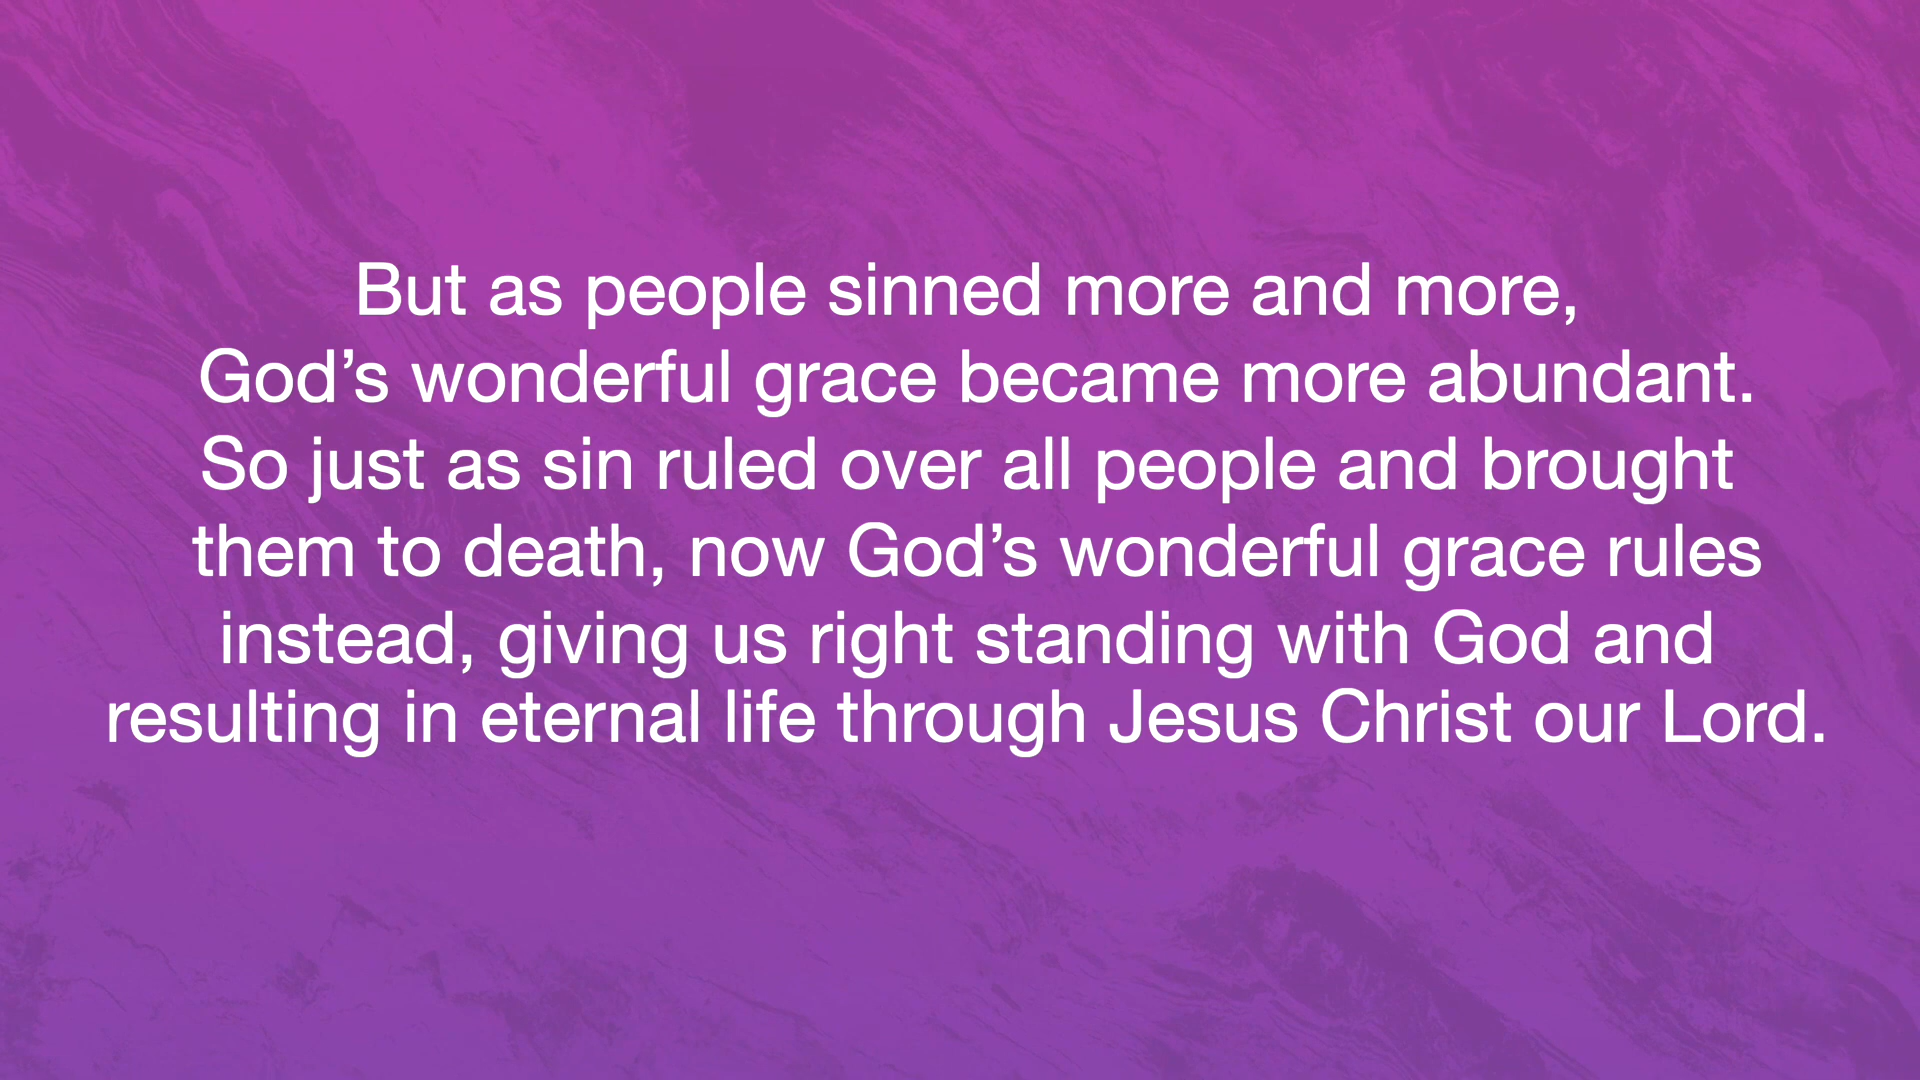 But as people sinned more and more,
God’s wonderful grace became more abundant.
So just as sin ruled over all people and brought
them to death, now God’s wonderful grace rules
instead, giving us right standing with God and
resulting in eternal life through Jesus Christ our Lord.